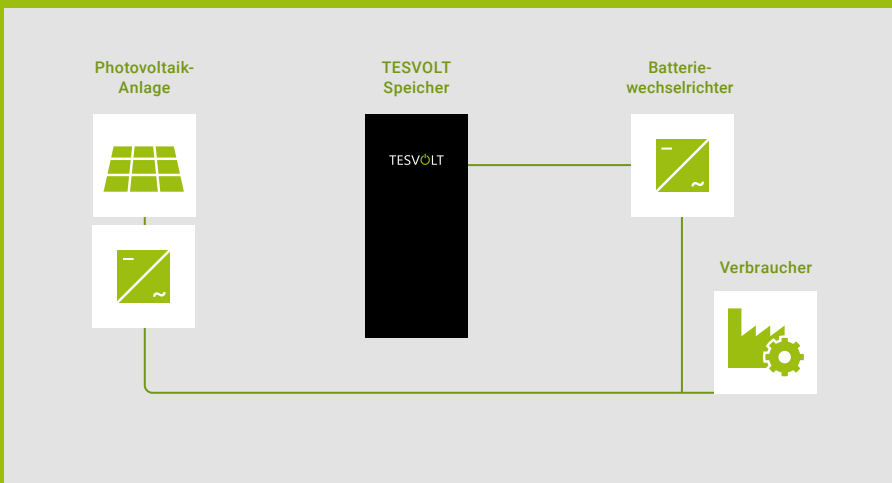 Photovoltaik-
Anlage
TESVOLT
Speicher
Batterie-
wechselrichter
TESVOLT
Verbraucher